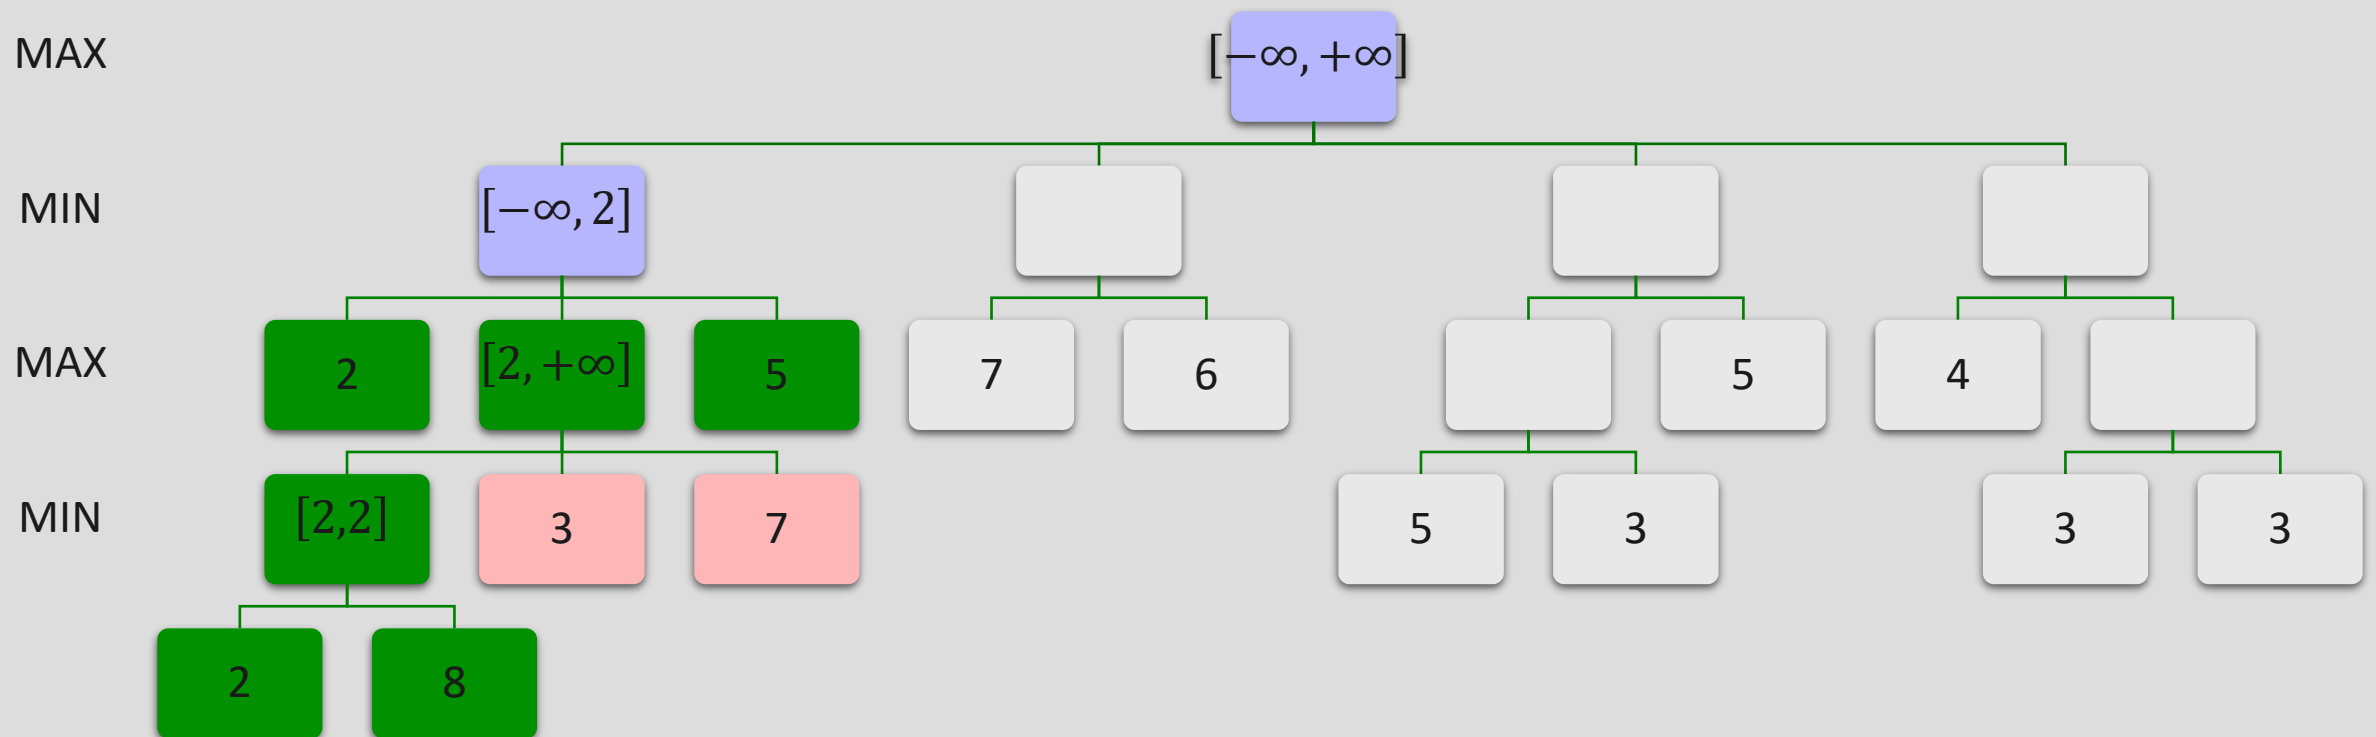 MAX [−∞, +∞]
MIN [−∞, 2]
MAX 2 [2, +∞] 5 7 6 5 4
MIN [2,2] 3 7 5 3 3 3
2 8